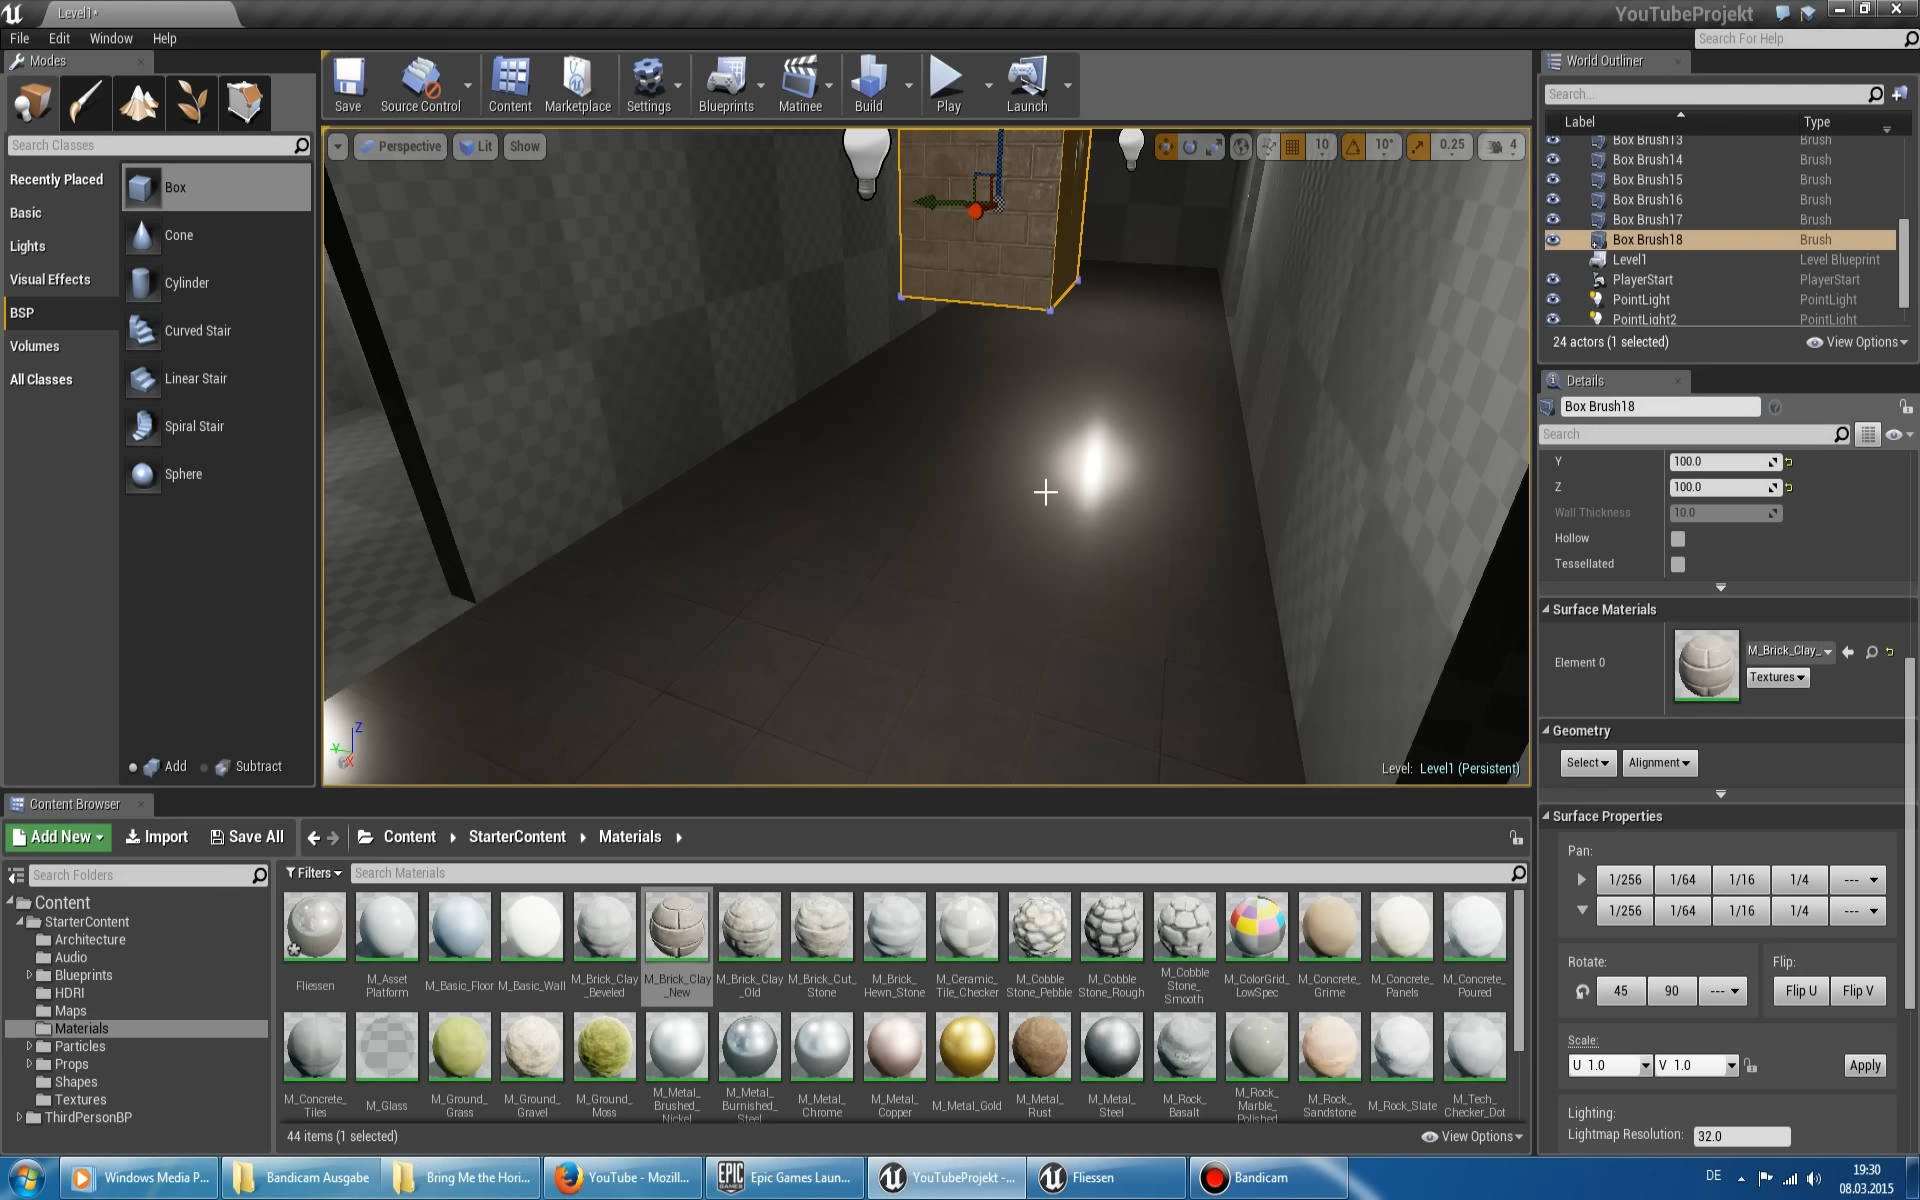 Level1*
YouTubeProjekt
File Edit Window Help
Search For Help
Modes
Save
Source Control
Content
Marketplace
Settings
Blueprints
Matinee
Build
Play
Launch
Search Classes
Recently Placed
Basic
Lights
Visual Effects
BSP
Volumes
All Classes
Box
Cone
Cylinder
Curved Stair
Linear Stair
Spiral Stair
Sphere
Add Subtract
Perspective Lit Show
10 10° 0.25 4
Z
Y
X
Level: Level1 (Persistent)
World Outliner
Search...
Label Type
Box Brush13 Brush
Box Brush14 Brush
Box Brush15 Brush
Box Brush16 Brush
Box Brush17 Brush
Box Brush18 Brush
Level1 Level Blueprint
PlayerStart PlayerStart
PointLight PointLight
PointLight2 PointLight
24 actors (1 selected) View Options
Details
Box Brush18
Search
Y 100.0
Z 100.0
Wall Thickness 10.0
Hollow
Tessellated
Surface Materials
Element 0
M_Brick_Clay_
Textures
Geometry
Select Alignment
Surface Properties
Pan:
1/256 1/64 1/16 1/4 ---
1/256 1/64 1/16 1/4 ---
Rotate: Flip:
45 90 --- Flip U Flip V
Scale:
U 1.0 V 1.0 Apply
Lighting:
Lightmap Resolution: 32.0
Content Browser
Add New Import Save All Content StarterContent Materials
Search Folders
Content
StarterContent
Architecture
Audio
Blueprints
HDRI
Maps
Materials
Particles
Props
Shapes
Textures
ThirdPersonBP
Filters Search Materials
Fliessen
M_Asset Platform
M_Basic_Floor
M_Basic_Wall
M_Brick_Clay _Beveled
M_Brick_Clay _New
M_Brick_Clay _Old
M_Brick_Cut_ Stone
M_Brick_ Hewn_Stone
M_Ceramic_ Tile_Checker
M_Cobble Stone_Pebble
M_Cobble Stone_Rough
M_Cobble Stone_ Smooth
M_ColorGrid_ LowSpec
M_Concrete_ Grime
M_Concrete_ Panels
M_Concrete_ Poured
M_Concrete_ Tiles
M_Glass
M_Ground_ Grass
M_Ground_ Gravel
M_Ground_ Moss
M_Metal_ Brushed_ Nickel
M_Metal_ Burnished_ Steel
M_Metal_ Chrome
M_Metal_ Copper
M_Metal_Gold
M_Metal_ Rust
M_Metal_ Steel
M_Rock_ Basalt
M_Rock_ Marble_ Polished
M_Rock_ Sandstone
M_Rock_Slate
M_Tech_ Checker_Dot
44 items (1 selected) View Options
Windows Media P...
Bandicam Ausgabe
Bring Me the Hori...
YouTube - Mozill...
EPIC GAMES
Epic Games Laun...
YouTubeProjekt -...
Fliessen
Bandicam
DE
19:30
08.03.2015